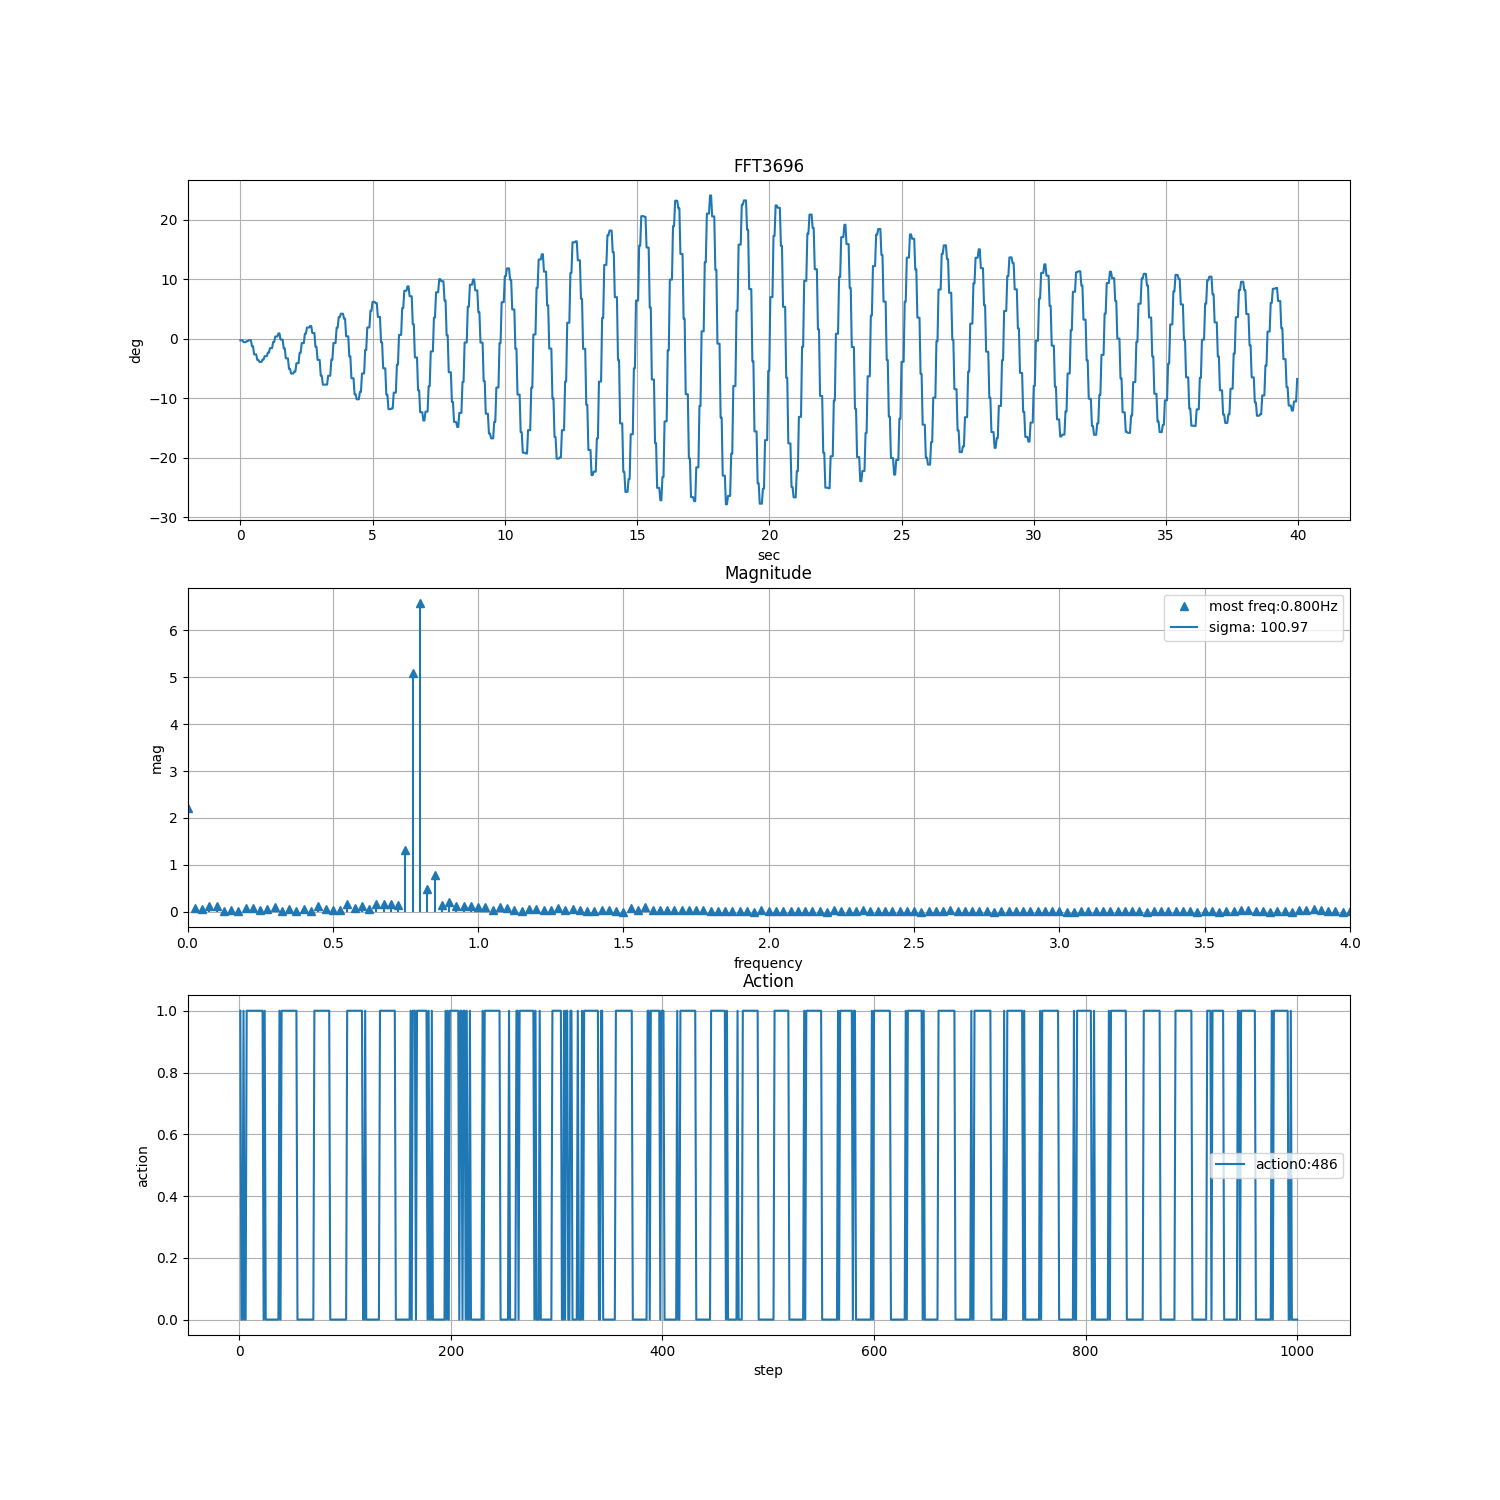 FFT3696
20
10
0
−10
−20
−30
deg
0 5 10 15 20 25 30 35 40
sec
Magnitude
most freq:0.800Hz
sigma: 100.97
6
5
4
3
2
1
0
mag
0.0 0.5 1.0 1.5 2.0 2.5 3.0 3.5 4.0
frequency
Action
1.0
0.8
0.6
0.4
0.2
0.0
action
action0:486
0 200 400 600 800 1000
step